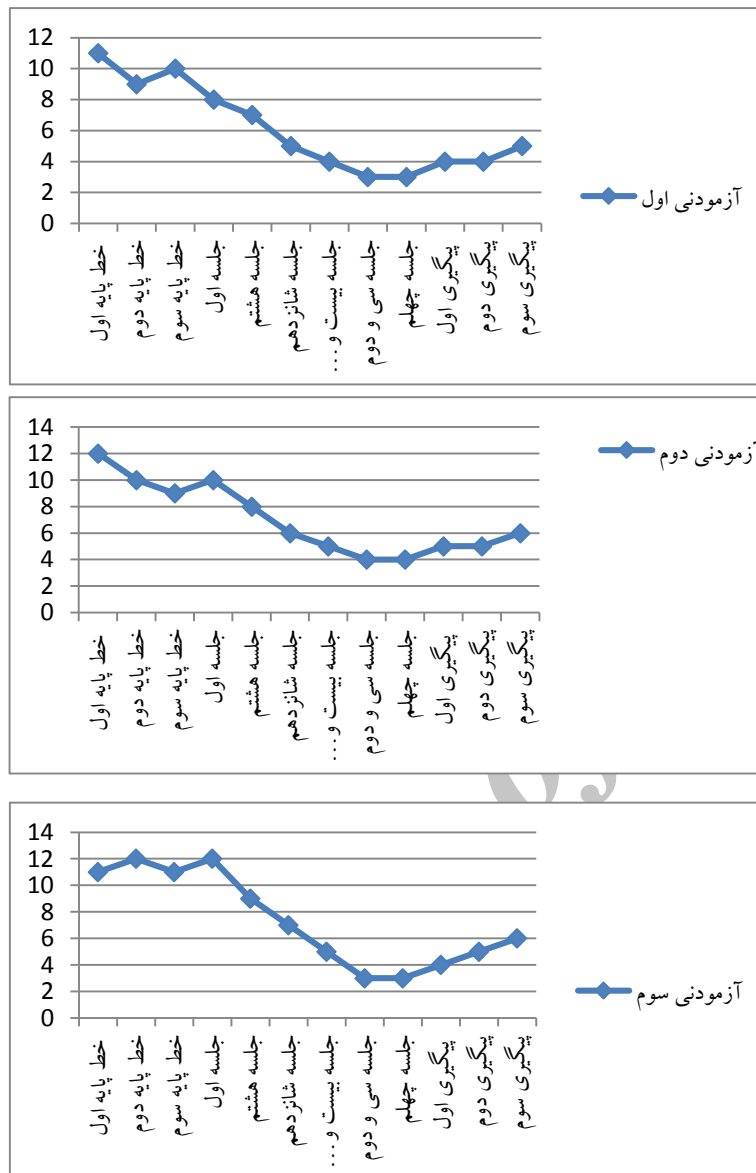 12
10
8
6
4
2
0
خط پایه اول
خط پایه دوم
خط پایه سوم
جلسه اول
جلسه هشتم
جلسه شانزدهم
جلسه بیست و...
جلسه سی و دوم
جلسه چهلم
پیگیری اول
پیگیری دوم
پیگیری سوم
آزمودنی اول
14
12
10
8
6
4
2
0
خط پایه اول
خط پایه دوم
خط پایه سوم
جلسه اول
جلسه هشتم
جلسه شانزدهم
جلسه بیست و...
جلسه سی و دوم
جلسه چهلم
پیگیری اول
پیگیری دوم
پیگیری سوم
آزمودنی دوم
14
12
10
8
6
4
2
0
خط پایه اول
خط پایه دوم
خط پایه سوم
جلسه اول
جلسه هشتم
جلسه شانزدهم
جلسه بیست و...
جلسه سی و دوم
جلسه چهلم
پیگیری اول
پیگیری دوم
پیگیری سوم
آزمودنی سوم